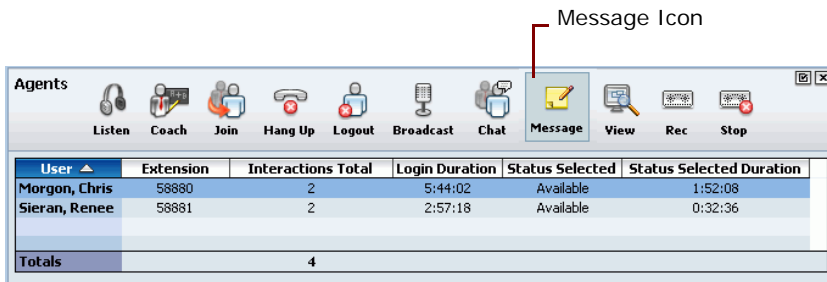 Message Icon
Agents
Listen Coach Join Hang Up Logout Broadcast Chat Message View Rec Stop
User Extension Interactions Total Login Duration Status Selected Status Selected Duration
Morgon, Chris 58880 2 5:44:02 Available 1:52:08
Sieran, Renee 58881 2 2:57:18 Available 0:32:36
Totals 4